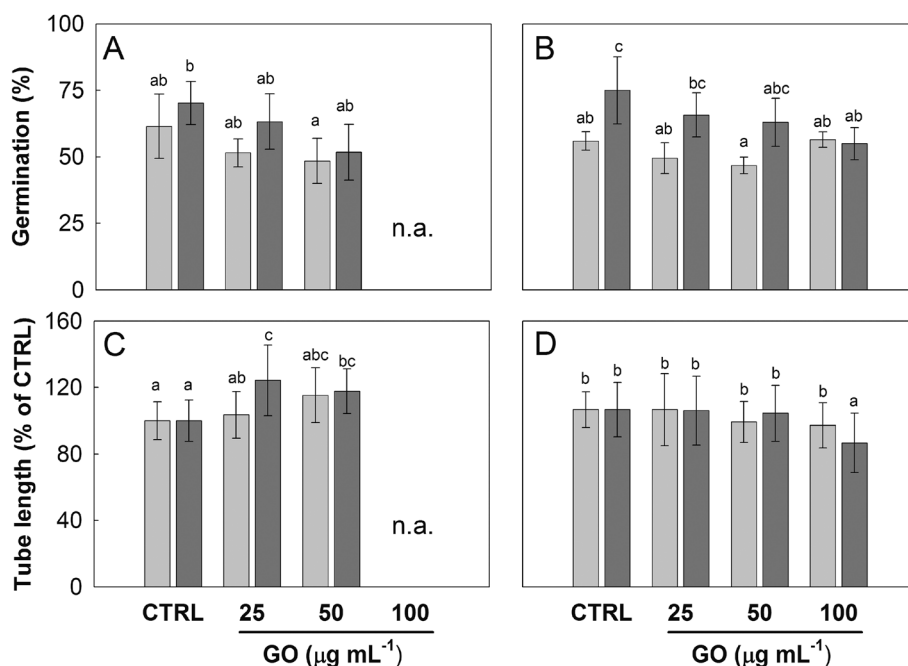 Germination (%)
100
75
50
25
0
A
ab
b
ab
ab
a
ab
n.a.
B
ab
c
ab
bc
a
abc
ab
ab
Tube length (% of CTRL)
160
120
80
40
0
C
a
a
ab
c
abc
bc
n.a.
D
b
b
b
b
b
b
b
a
CTRL 25 50 100
GO (µg mL⁻¹)
CTRL 25 50 100
GO (µg mL⁻¹)